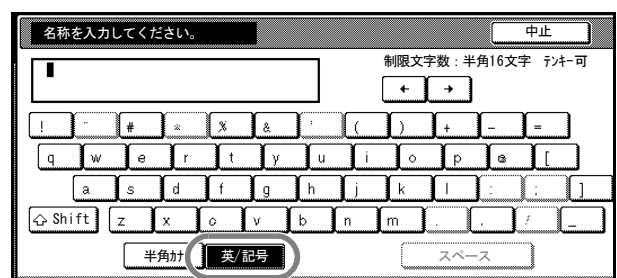 名称を入力してください。 中止
制限文字数：半角16文字 ﾃﾝｷｰ可
← →
! " # * % & ' ( ) + - =
q w e r t y u i o p @ [
a s d f g h j k l : ; ]
⇧ Shift z x c v b n m . , / _
半角ｶﾅ 英/記号 スペース